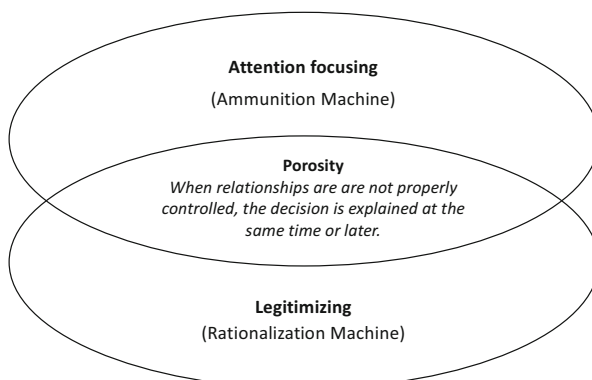 Attention focusing
(Ammunition Machine)
Porosity
When relationships are are not properly
controlled, the decision is explained at the
same time or later.
Legitimizing
(Rationalization Machine)